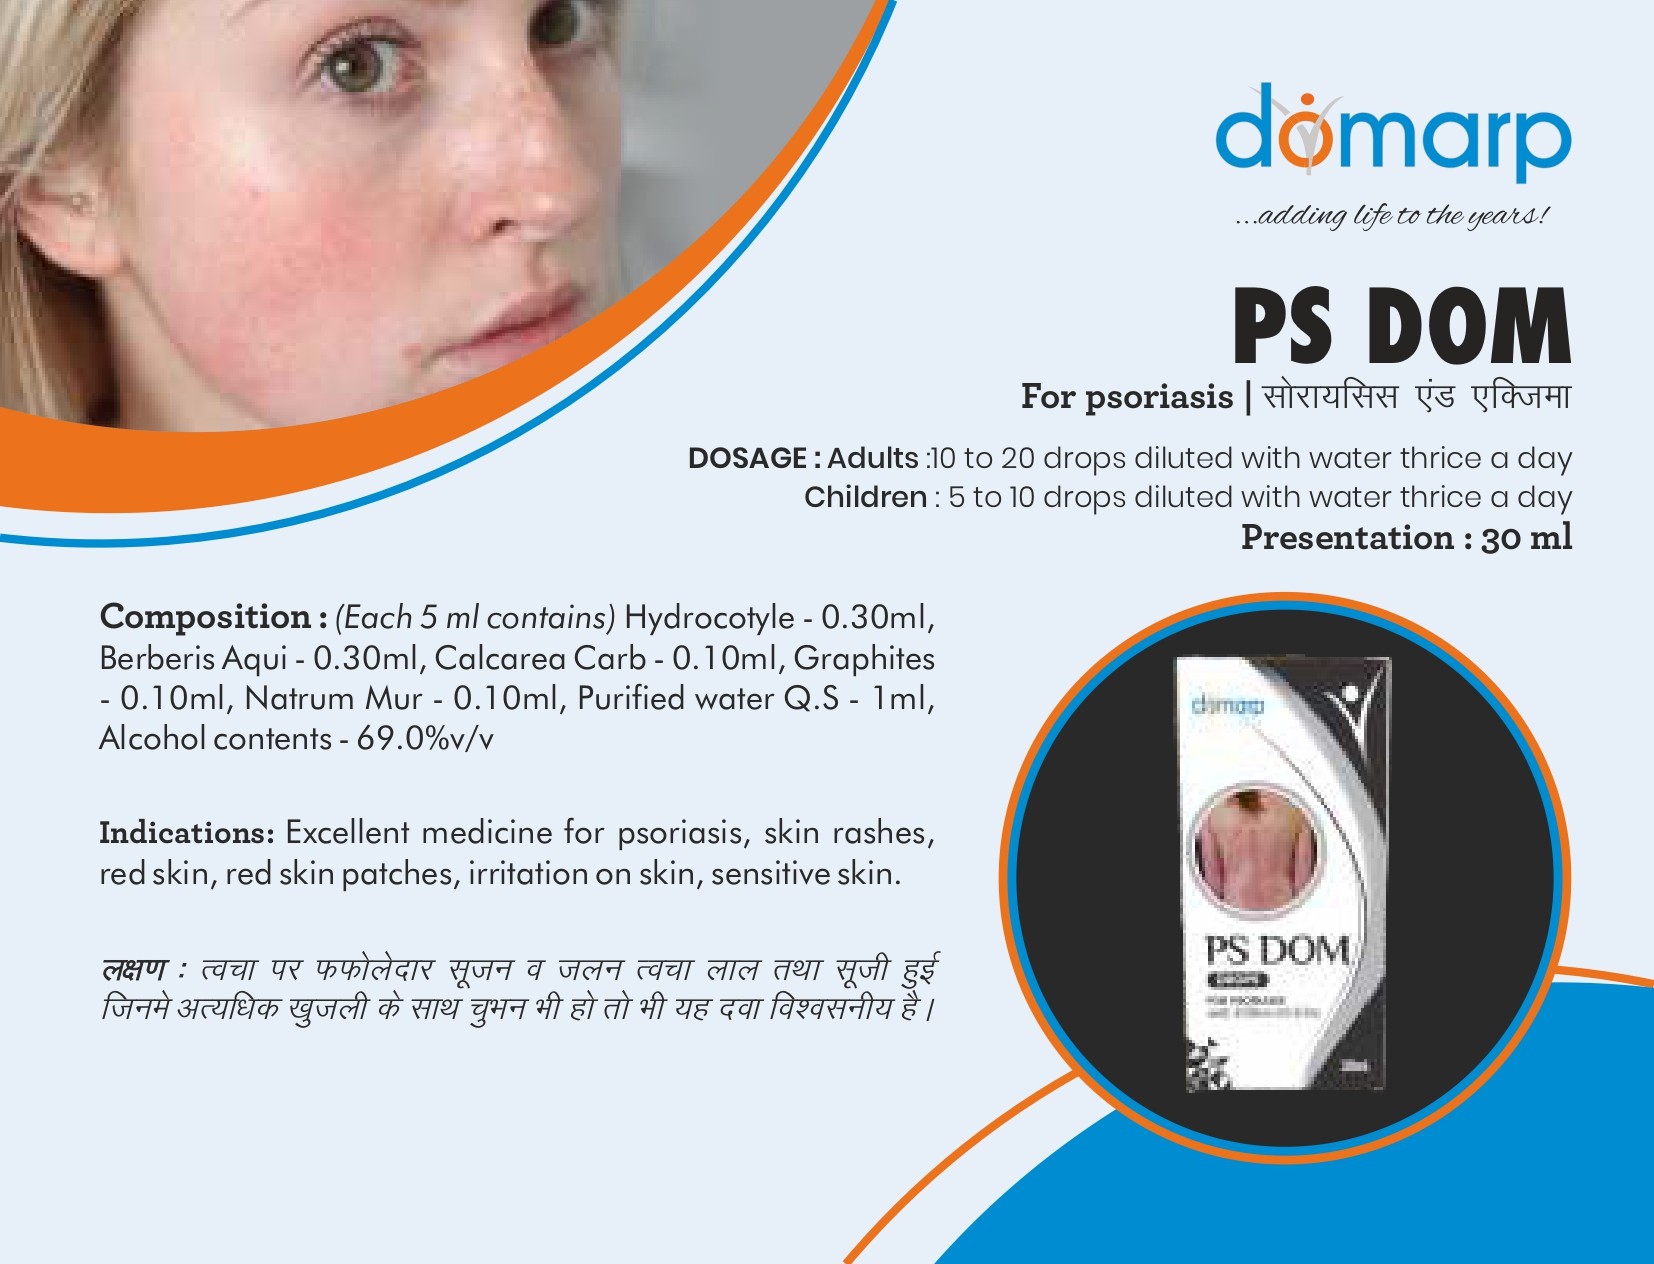 domarp
...adding life to the years!
PS DOM
For psoriasis | सोरायसिस एंड एक्जिमा
DOSAGE : Adults :10 to 20 drops diluted with water thrice a day
Children : 5 to 10 drops diluted with water thrice a day
Presentation : 30 ml
Composition : (Each 5 ml contains) Hydrocotyle - 0.30ml,
Berberis Aqui - 0.30ml, Calcarea Carb - 0.10ml, Graphites
- 0.10ml, Natrum Mur - 0.10ml, Purified water Q.S - 1ml,
Alcohol contents - 69.0%v/v
Indications: Excellent medicine for psoriasis, skin rashes,
red skin, red skin patches, irritation on skin, sensitive skin.
लक्षण : त्वचा पर फफोलेदार सूजन व जलन त्वचा लाल तथा सूजी हुई
जिनमे अत्यधिक खुजली के साथ चुभन भी हो तो भी यह दवा विश्वसनीय है।
domarp
PS DOM
DROPS
FOR PSORIASIS